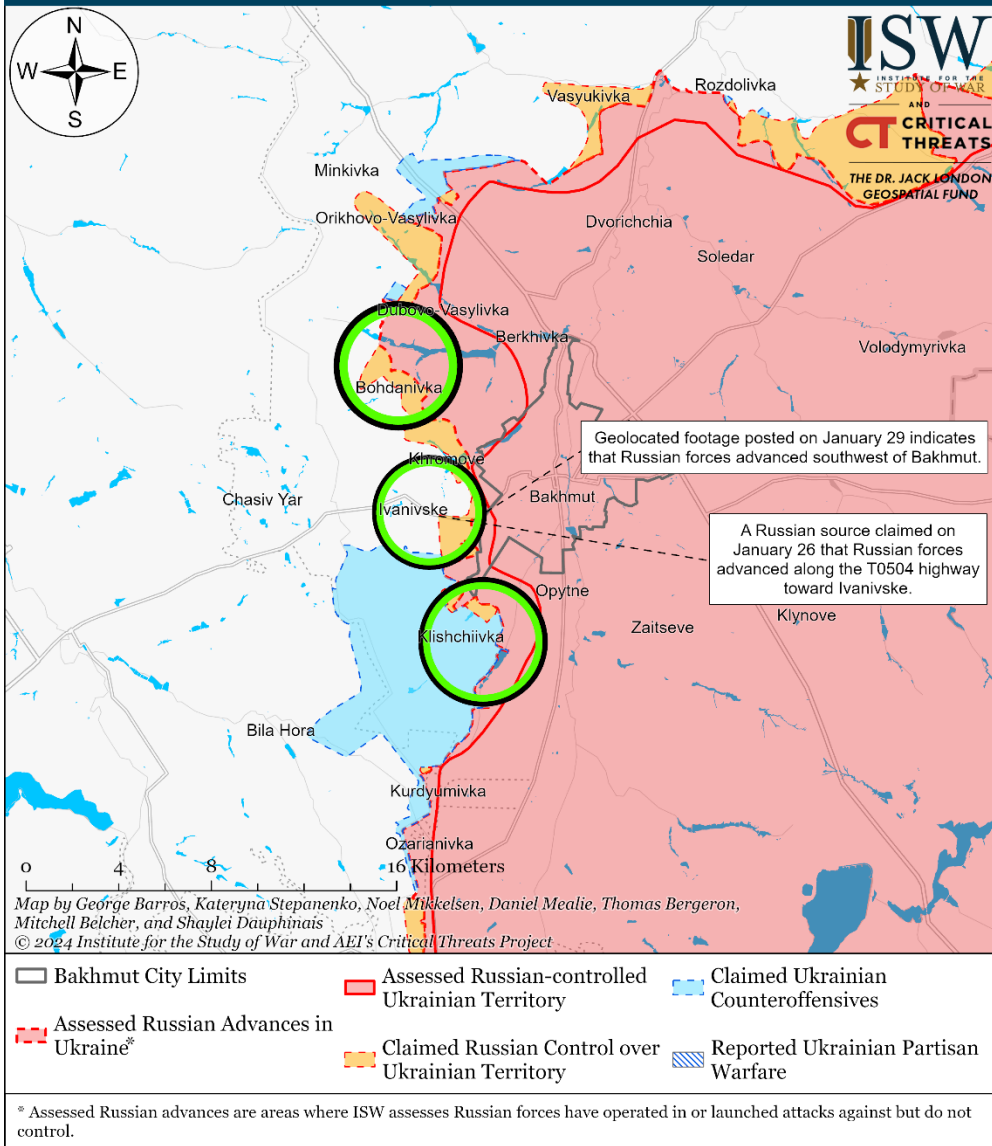 N
W
E
S
ISW
INSTITUTE FOR THE
STUDY OF WAR
AND
CT CRITICAL
THREATS
THE DR. JACK LONDON
GEOSPATIAL FUND
Vasyukivka
Rozdolivka
Minkivka
Orikhovo-Vasylivka
Dvorichchia
Soledar
Dubovo-Vasylivka
Berkhivka
Volodymyrivka
Bohdanivka
Geolocated footage posted on January 29 indicates
that Russian forces advanced southwest of Bakhmut.
Khromove
Chasiv Yar
Ivanivske
Bakhmut
A Russian source claimed on
January 26 that Russian forces
advanced along the T0504 highway
toward Ivanivske.
Opytne
Klishchiivka
Zaitseve
Klynove
Bila Hora
Kurdyumivka
Ozarianivka
0 4 8 16 Kilometers
Map by George Barros, Kateryna Stepanenko, Noel Mikkelsen, Daniel Mealie, Thomas Bergeron,
Mitchell Belcher, and Shaylei Dauphinais
© 2024 Institute for the Study of War and AEI's Critical Threats Project
Bakhmut City Limits
Assessed Russian Advances in
Ukraine*
Assessed Russian-controlled
Ukrainian Territory
Claimed Russian Control over
Ukrainian Territory
Claimed Ukrainian
Counteroffensives
Reported Ukrainian Partisan
Warfare
* Assessed Russian advances are areas where ISW assesses Russian forces have operated in or launched attacks against but do not
control.